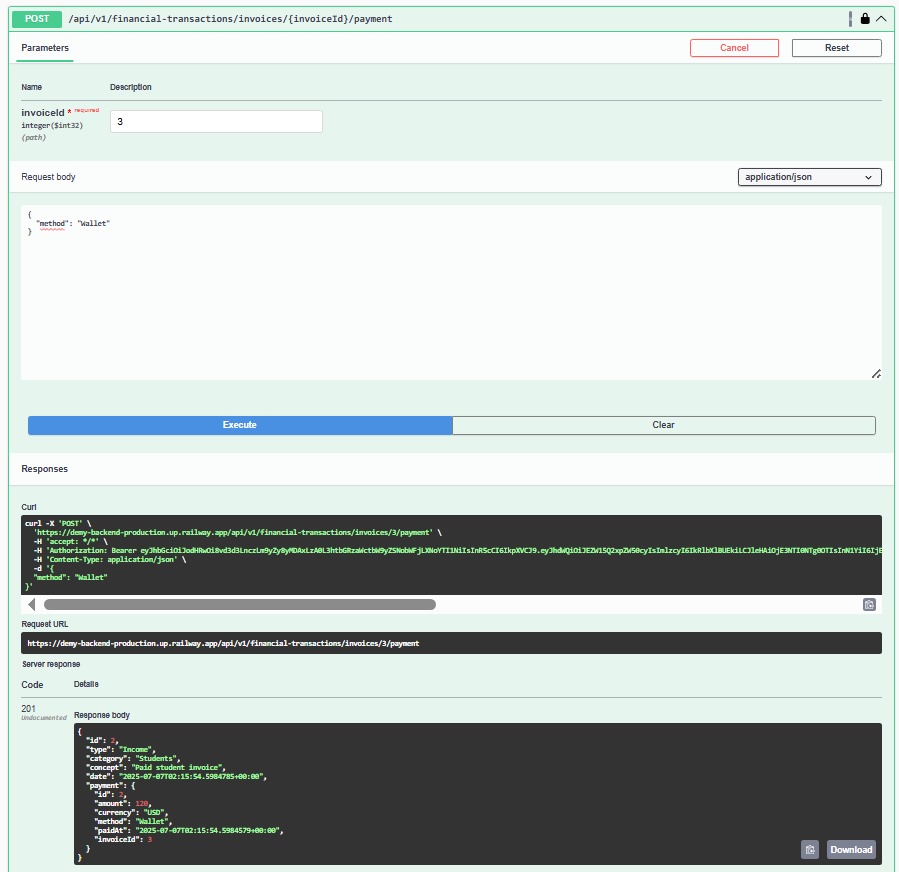 POST /api/v1/financial-transactions/invoices/{invoiceId}/payment
Parameters
Cancel
Reset
Name Description
invoiceId * required
integer($int32)
(path)
3
Request body
application/json
{
"method": "Wallet"
}
Execute
Clear
Responses
Curl
curl -X 'POST' \
'https://demy-backend-production.up.railway.app/api/v1/financial-transactions/invoices/3/payment' \
-H 'accept: */*' \
-H 'Authorization: Bearer
-H 'Content-Type: application/json' \
-d '{
"method": "Wallet"
}'
Request URL
https://demy-backend-production.up.railway.app/api/v1/financial-transactions/invoices/3/payment
Server response
Code Details
201
Undocumented
Response body
{
"id": 2,
"type": "Income",
"category": "Students",
"concept": "Paid student invoice",
"date": "2025-07-07T02:15:54.5984785+00:00",
"payment": {
"id": 2,
"amount": 120,
"currency": "USD",
"method": "Wallet",
"paidAt": "2025-07-07T02:15:54.5984579+00:00",
"invoiceId": 3
}
}
Download